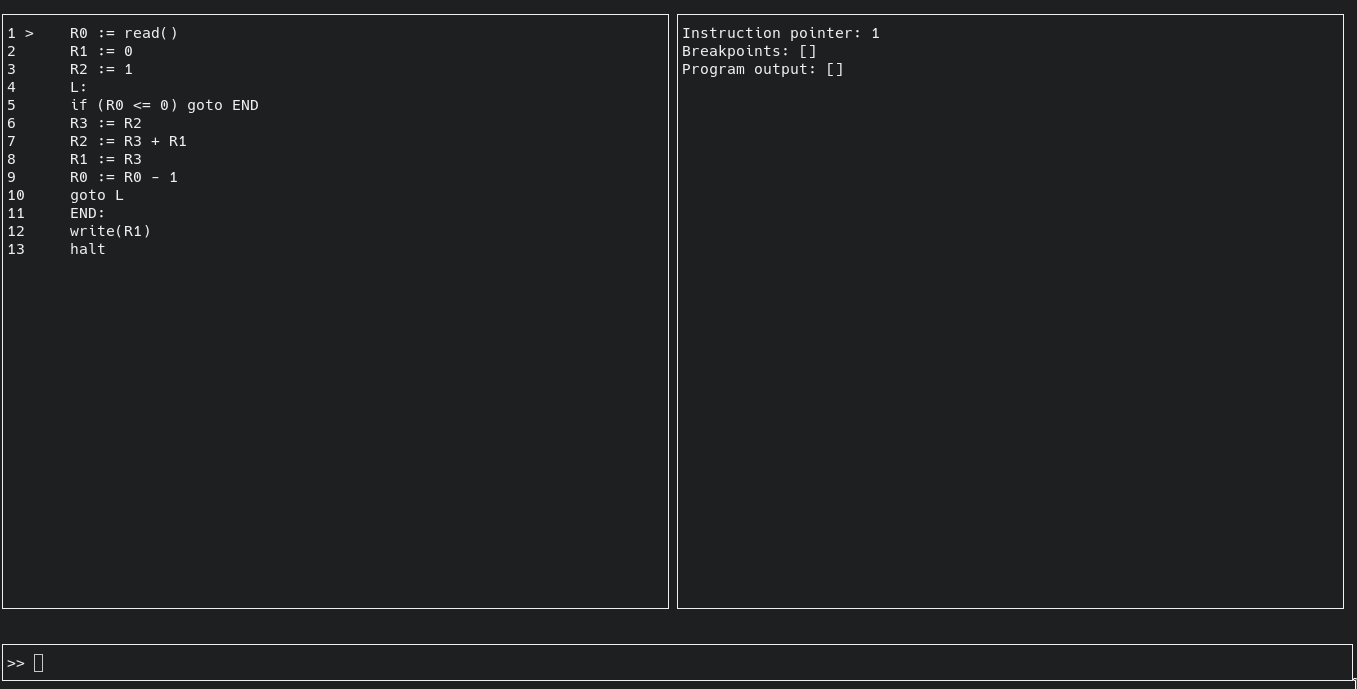 1 >    R0 := read()
2      R1 := 0
3      R2 := 1
4      L:
5      if (R0 <= 0) goto END
6      R3 := R2
7      R2 := R3 + R1
8      R1 := R3
9      R0 := R0 - 1
10     goto L
11     END:
12     write(R1)
13     halt
Instruction pointer: 1
Breakpoints: []
Program output: []
>>